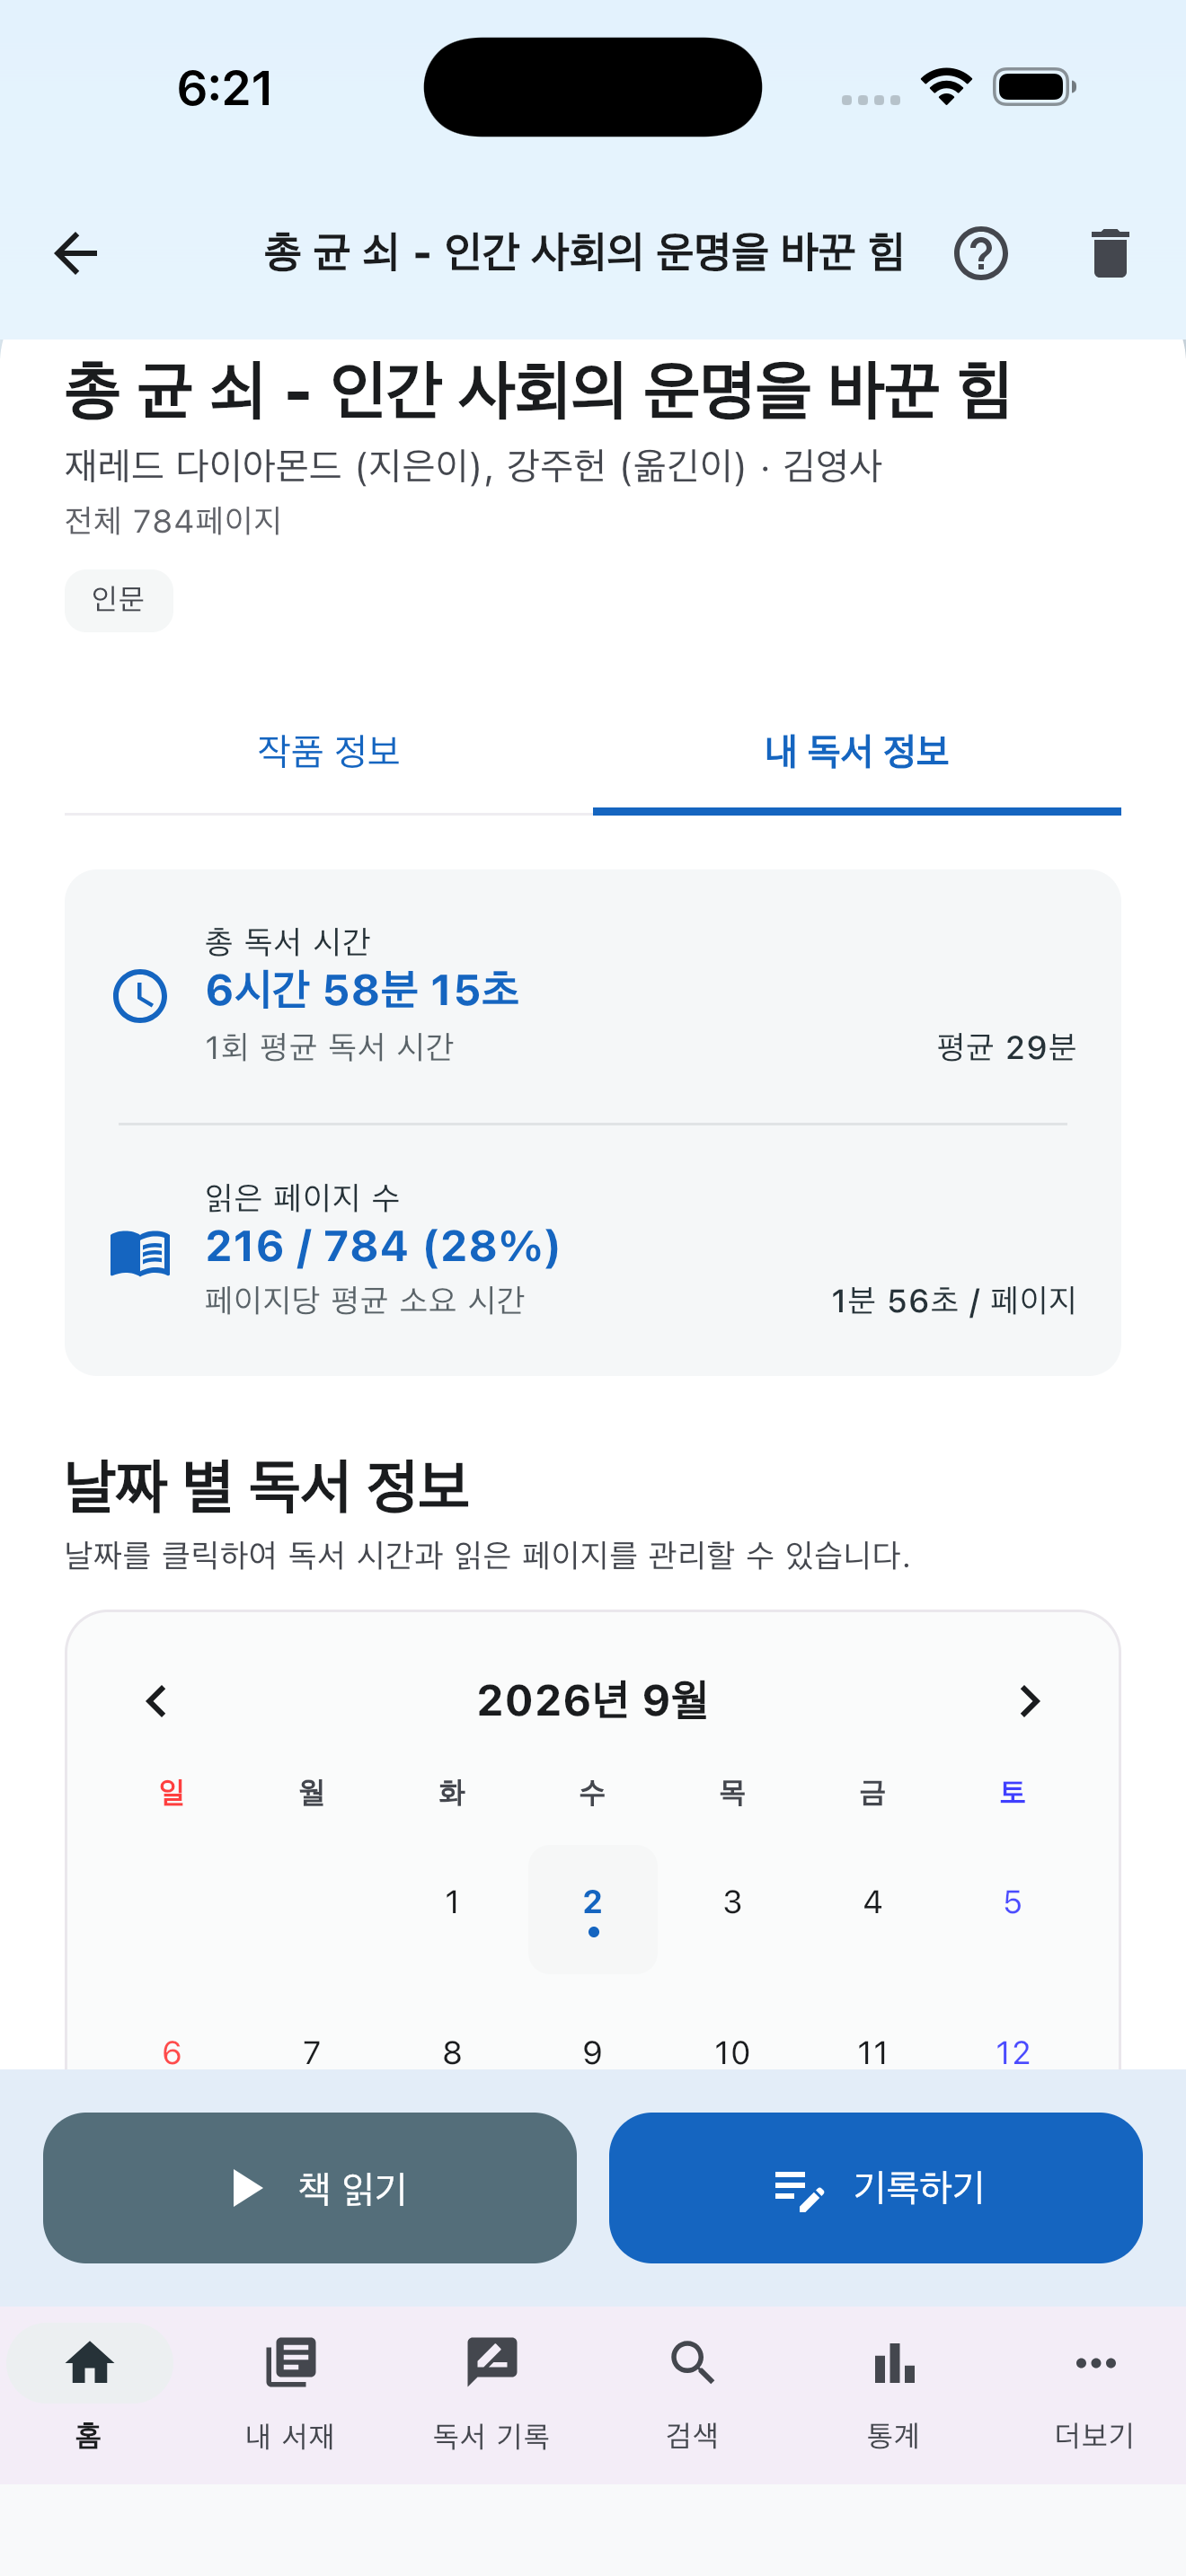 6:21
총 균 쇠 - 인간 사회의 운명을 바꾼 힘
총 균 쇠 - 인간 사회의 운명을 바꾼 힘
재레드 다이아몬드 (지은이), 강주헌 (옮긴이) · 김영사
전체 784페이지
인문
작품 정보 내 독서 정보
총 독서 시간
6시간 58분 15초
1회 평균 독서 시간 평균 29분
읽은 페이지 수
216 / 784 (28%)
페이지당 평균 소요 시간 1분 56초 / 페이지
날짜 별 독서 정보
날짜를 클릭하여 독서 시간과 읽은 페이지를 관리할 수 있습니다.
2026년 9월
일 월 화 수 목 금 토
1 2 3 4 5
6 7 8 9 10 11 12
책 읽기 기록하기
홈 내 서재 독서 기록 검색 통계 더보기